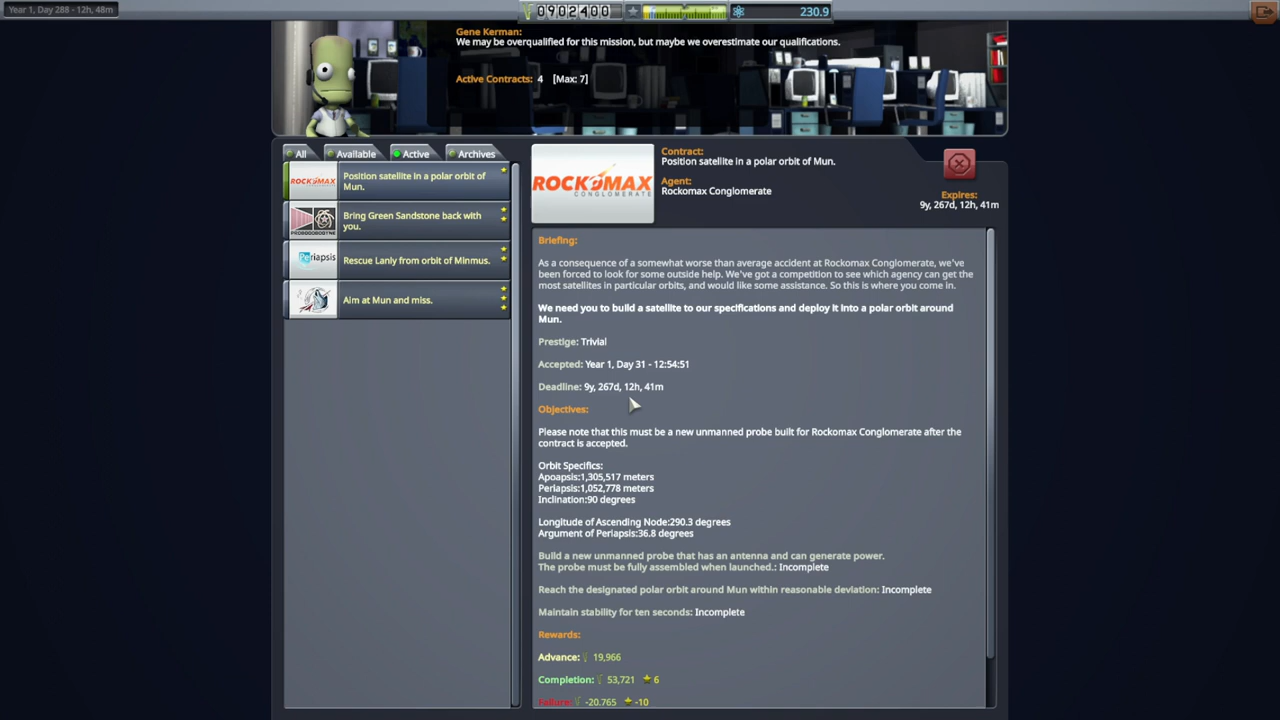 Year 1, Day 288 - 12h, 48m
0902400
230.9
Gene Kerman:
We may be overqualified for this mission, but maybe we overestimate our qualifications.
Active Contracts: 4 [Max: 7]
All
Available
Active
Archives
ROCKOMAX
Position satellite in a polar orbit of
Mun.
PROBODOBODYNE
Bring Green Sandstone back with
you.
Periapsis
Rescue Lanly from orbit of Minmus.
Aim at Mun and miss.
ROCKOMAX
CONGLOMERATE
Contract:
Position satellite in a polar orbit of Mun.
Agent:
Rockomax Conglomerate
Expires:
9y, 267d, 12h, 41m
Briefing:
As a consequence of a somewhat worse than average accident at Rockomax Conglomerate, we've
been forced to look for some outside help. We've got a competition to see which agency can get the
most satellites in particular orbits, and would like some assistance. So this is where you come in.
We need you to build a satellite to our specifications and deploy it into a polar orbit around
Mun.
Prestige: Trivial
Accepted: Year 1, Day 31 - 12:54:51
Deadline: 9y, 267d, 12h, 41m
Objectives:
Please note that this must be a new unmanned probe built for Rockomax Conglomerate after the
contract is accepted.
Orbit Specifics:
Apoapsis:1,305,517 meters
Periapsis:1,052,778 meters
Inclination:90 degrees
Longitude of Ascending Node:290.3 degrees
Argument of Periapsis:36.8 degrees
Build a new unmanned probe that has an antenna and can generate power.
The probe must be fully assembled when launched.: Incomplete
Reach the designated polar orbit around Mun within reasonable deviation: Incomplete
Maintain stability for ten seconds: Incomplete
Rewards:
Advance: 19,966
Completion: 53,721 6
Failure: -20,765 -10